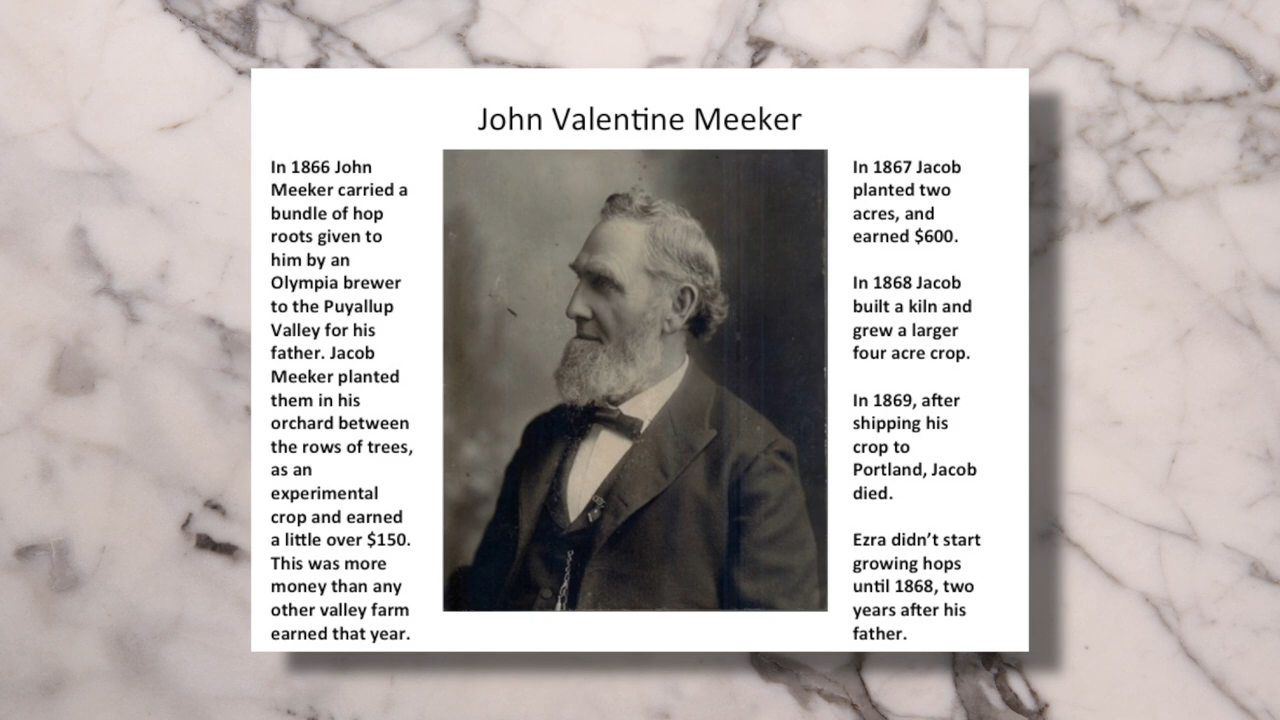 John Valentine Meeker
In 1866 John
Meeker carried a
bundle of hop
roots given to
him by an
Olympia brewer
to the Puyallup
Valley for his
father. Jacob
Meeker planted
them in his
orchard between
the rows of trees,
as an
experimental
crop and earned
a little over $150.
This was more
money than any
other valley farm
earned that year.
In 1867 Jacob
planted two
acres, and
earned $600.
In 1868 Jacob
built a kiln and
grew a larger
four acre crop.
In 1869, after
shipping his
crop to
Portland, Jacob
died.
Ezra didn’t start
growing hops
until 1868, two
years after his
father.